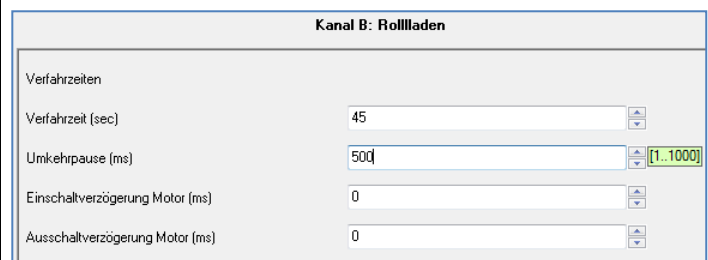 Kanal B: Rollladen
Verfahrzeiten
Verfahrzeit (sec) 45
Umkehrpause (ms) 500 [1..1000]
Einschaltverzögerung Motor (ms) 0
Ausschaltverzögerung Motor (ms) 0